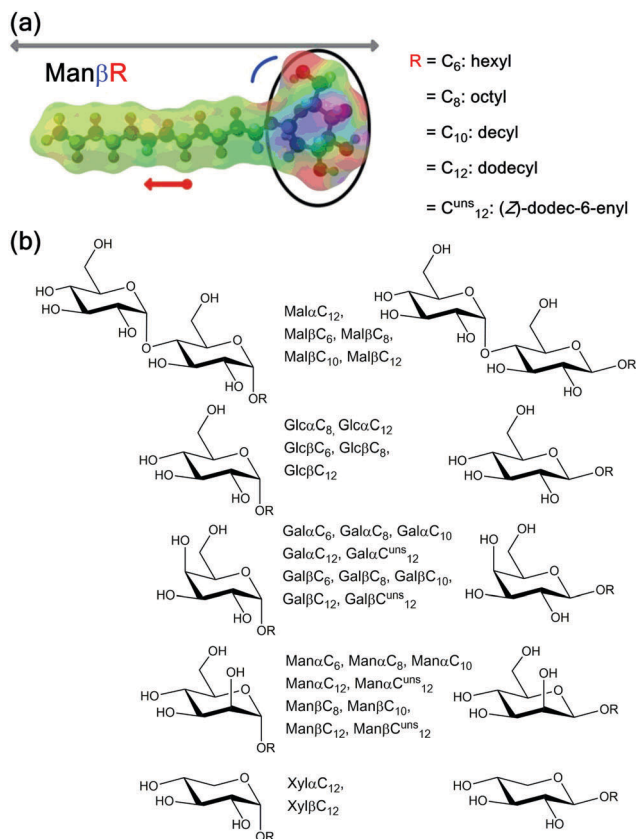 (a)
ManβR
R = C₆: hexyl
= C₈: octyl
= C₁₀: decyl
= C₁₂: dodecyl
= Cᵘⁿˢ₁₂: (Z)-dodec-6-enyl
(b)
OH
HO
O
HO
HO
O
OH
O
HO
HO
OR
MalαC₁₂,
MalβC₆, MalβC₈,
MalβC₁₀, MalβC₁₂
OH
HO
O
HO
HO
O
OH
O
HO
HO
OR
OH
HO
O
HO
HO
OR
GlcαC₈, GlcαC₁₂
GlcβC₆, GlcβC₈,
GlcβC₁₂
OH
HO
O
HO
OH
OR
HO
OH
O
HO
HO
OR
GalαC₆, GalαC₈, GalαC₁₀
GalαC₁₂, GalαCᵘⁿˢ₁₂
GalβC₆, GalβC₈, GalβC₁₀,
GalβC₁₂, GalβCᵘⁿˢ₁₂
HO
OH
O
HO
OH
OR
HO
OH
HO
O
HO
OR
ManαC₆, ManαC₈, ManαC₁₀
ManαC₁₂, ManαCᵘⁿˢ₁₂
ManβC₈, ManβC₁₀,
ManβC₁₂, ManβCᵘⁿˢ₁₂
HO
OH
HO
O
HO
OR
HO
O
HO
HO
OR
XylαC₁₂,
XylβC₁₂
HO
O
HO
OH
OR